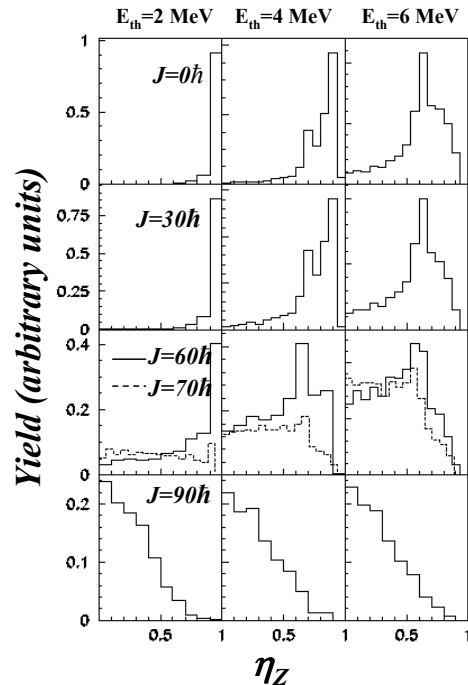 E_th=2 MeV E_th=4 MeV E_th=6 MeV
1
J=0ħ
0.5
0
0.75
J=30ħ
0.5
0.25
0
0.4
J=60ħ
J=70ħ
0.2
0
0.2
J=90ħ
0.1
0
0.5 1 0.5 1 0.5 1
Yield (arbitrary units)
η_Z